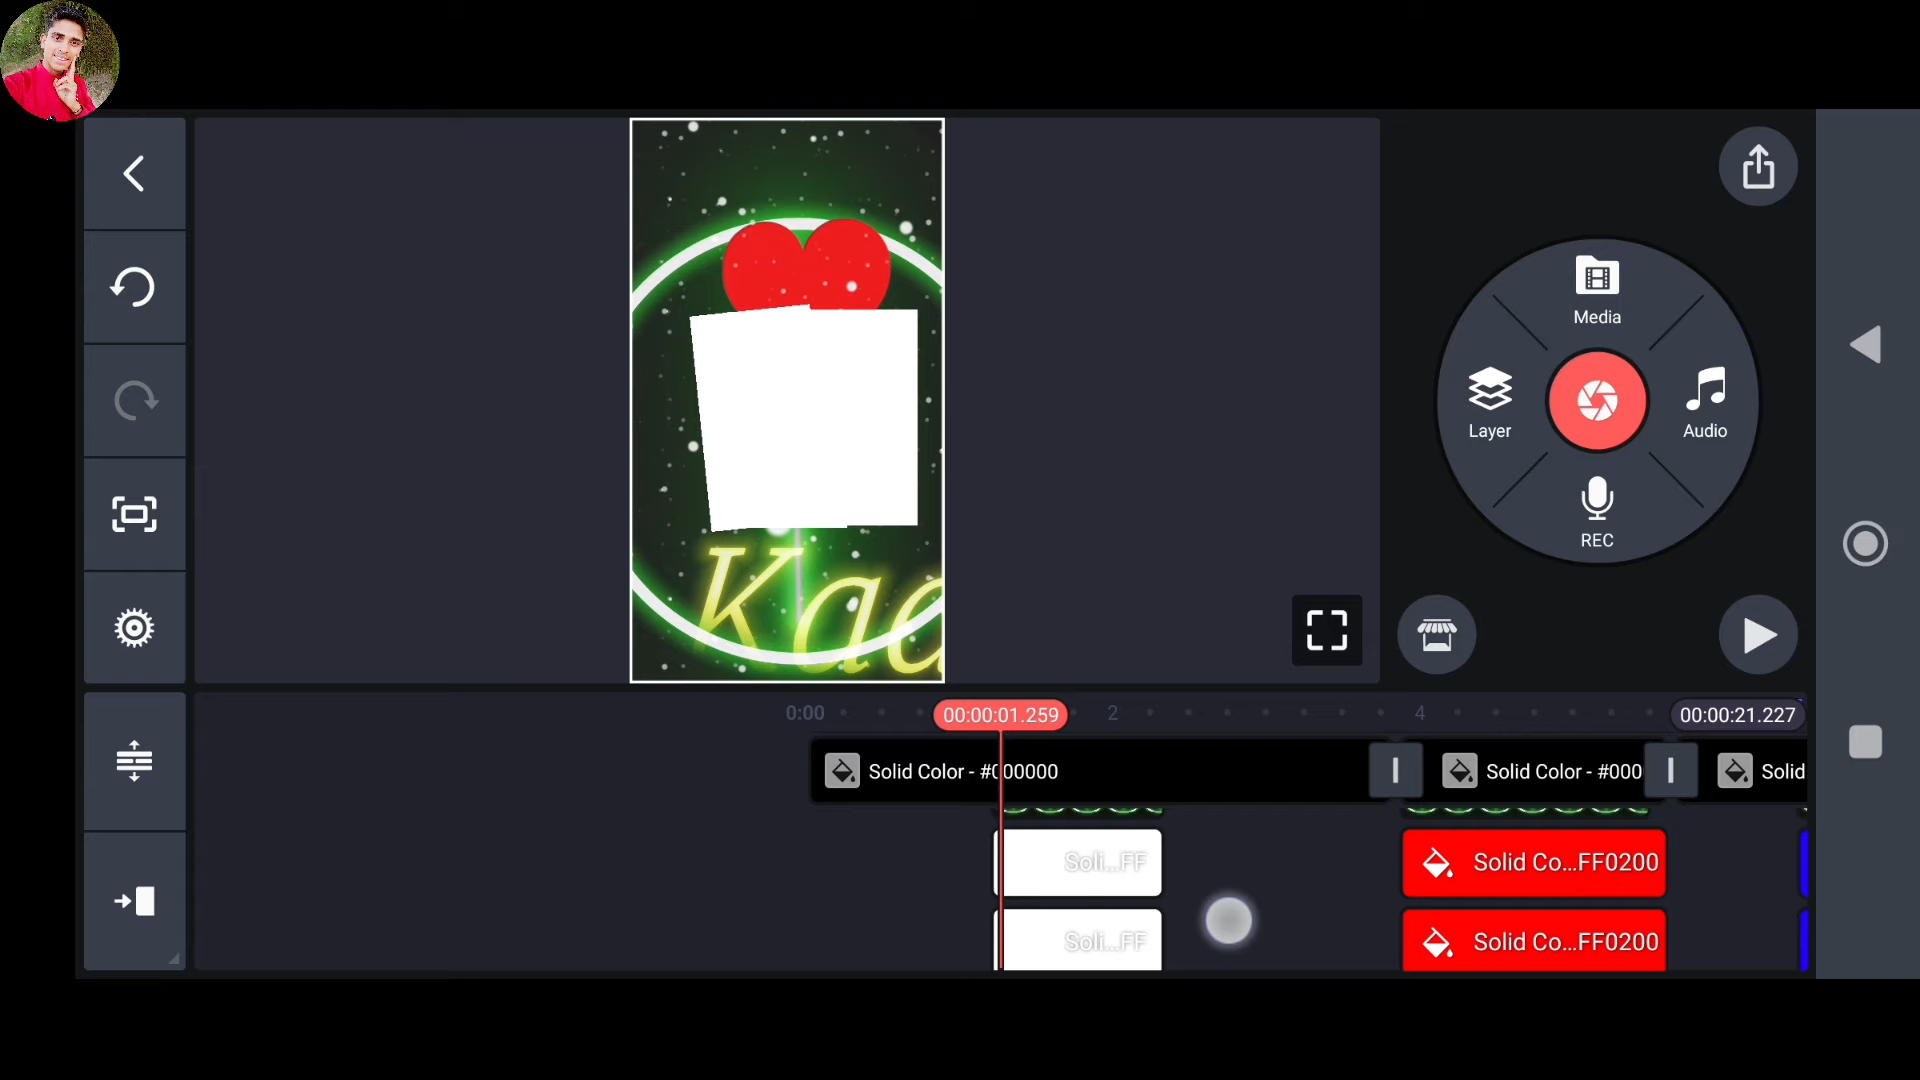 Media
Layer
Audio
REC
Kad
0:00
00:00:01.259
2
4
00:00:21.227
Solid Color - #000000
Solid Color - #000
Solid
Soli...FF
Solid Co...FF0200
Soli...FF
Solid Co...FF0200